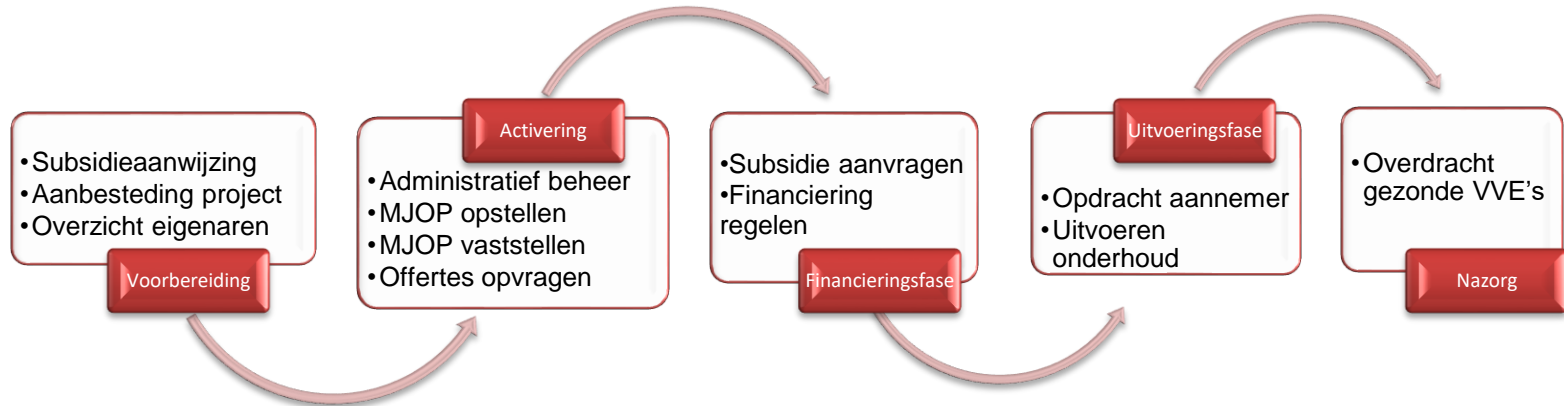 •Subsidieaanwijzing
•Aanbesteding project
•Overzicht eigenaren
Voorbereiding
Activering
•Administratief beheer
•MJOP opstellen
•MJOP vaststellen
•Offertes opvragen
•Subsidie aanvragen
•Financiering
regelen
Financieringsfase
Uitvoeringsfase
•Opdracht aannemer
•Uitvoeren
onderhoud
•Overdracht
gezonde VVE’s
Nazorg